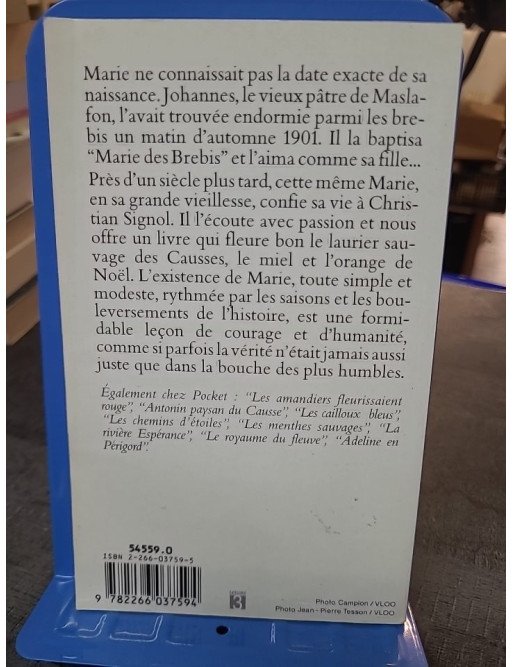 Marie ne connaissait pas la date exacte de sa
naissance. Johannes, le vieux pâtre de Masla-
fon, l'avait trouvée endormie parmi les bre-
bis un matin d'automne 1901. Il la baptisa
“Marie des Brebis” et l'aima comme sa fille...
Près d'un siècle plus tard, cette même Marie,
en sa grande vieillesse, confie sa vie à Chris-
tian Signol. Il l'écoute avec passion et nous
offre un livre qui fleure bon le laurier sau-
vage des Causses, le miel et l'orange de
Noël. L'existence de Marie, toute simple et
modeste, rythmée par les saisons et les bou-
leversements de l'histoire, est une formi-
dable leçon de courage et d'humanité,
comme si parfois la vérité n'était jamais aussi
juste que dans la bouche des plus humbles.
Également chez Pocket : “Les amandiers fleurissaient
rouge”, “Antonin paysan du Causse”, “Les cailloux bleus”,
“Les chemins d'étoiles”, “Les menthes sauvages”, “La
rivière Espérance”, “Le royaume du fleuve”, “Adeline en
Périgord”.
54559.0
ISBN 2-266-03759-5
9 782266 037594
3
Photo Campion / VLOO
Photo Jean - Pierre Tesson / VLOO